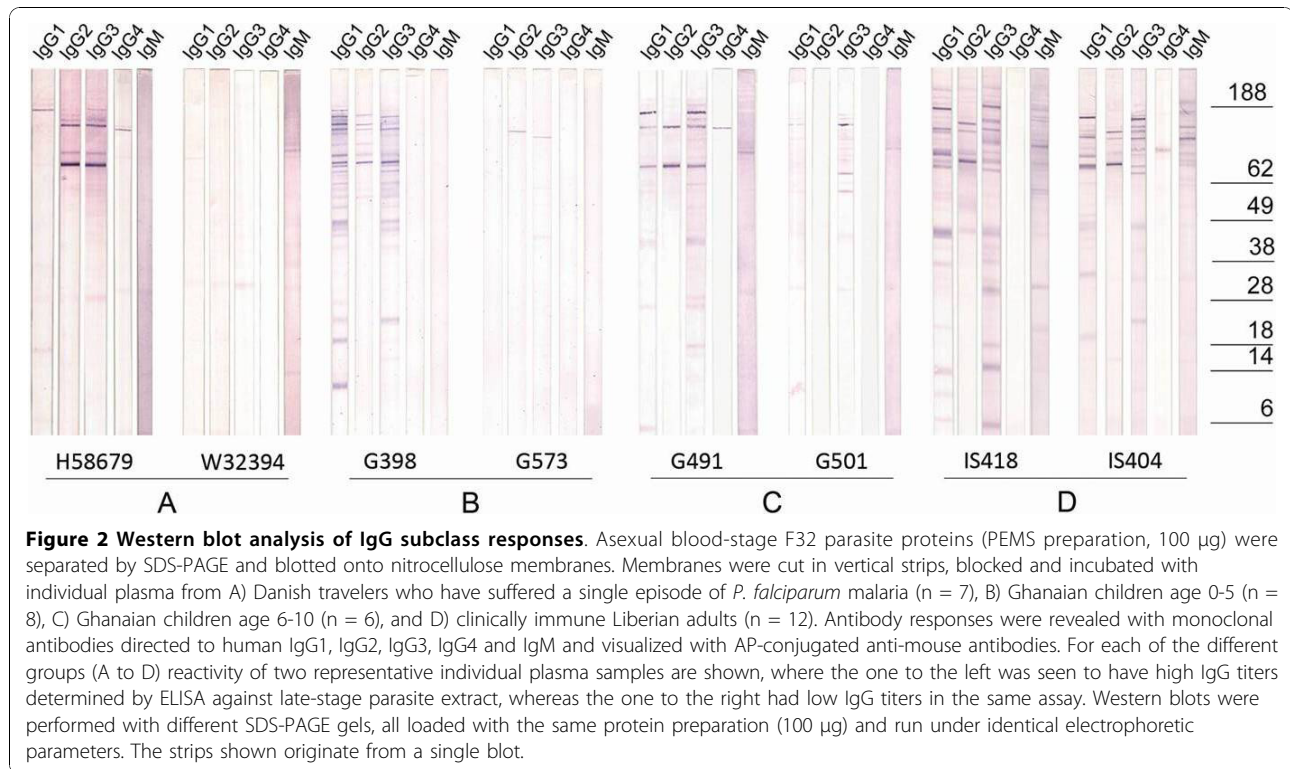 IgG1 IgG2 IgG3 IgG4 IgM IgG1 IgG2 IgG3 IgG4 IgM IgG1 IgG2 IgG3 IgG4 IgM IgG1 IgG2 IgG3 IgG4 IgM IgG1 IgG2 IgG3 IgG4 IgM IgG1 IgG2 IgG3 IgG4 IgM IgG1 IgG2 IgG3 IgG4 IgM IgG1 IgG2 IgG3 IgG4 IgM
188
62
49
38
28
18
14
6
H58679 W32394 G398 G573 G491 G501 IS418 IS404
A B C D
Figure 2 Western blot analysis of IgG subclass responses. Asexual blood-stage F32 parasite proteins (PEMS preparation, 100 μg) were
separated by SDS-PAGE and blotted onto nitrocellulose membranes. Membranes were cut in vertical strips, blocked and incubated with
individual plasma from A) Danish travelers who have suffered a single episode of P. falciparum malaria (n = 7), B) Ghanaian children age 0-5 (n =
8), C) Ghanaian children age 6-10 (n = 6), and D) clinically immune Liberian adults (n = 12). Antibody responses were revealed with monoclonal
antibodies directed to human IgG1, IgG2, IgG3, IgG4 and IgM and visualized with AP-conjugated anti-mouse antibodies. For each of the different
groups (A to D) reactivity of two representative individual plasma samples are shown, where the one to the left was seen to have high IgG titers
determined by ELISA against late-stage parasite extract, whereas the one to the right had low IgG titers in the same assay. Western blots were
performed with different SDS-PAGE gels, all loaded with the same protein preparation (100 μg) and run under identical electrophoretic
parameters. The strips shown originate from a single blot.